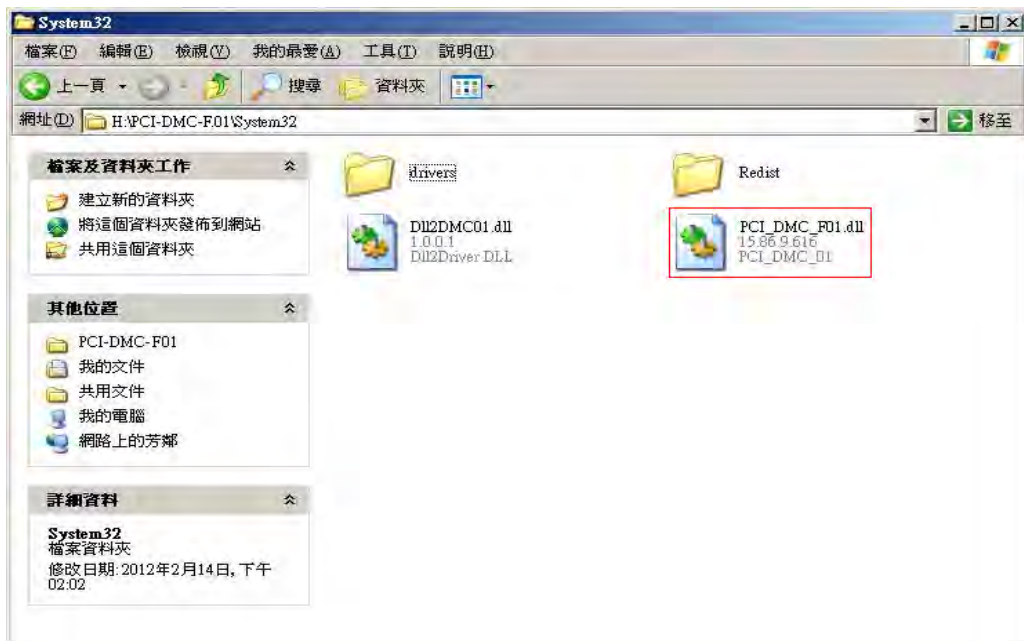 System32
檔案(F) 編輯(E) 檢視(V) 我的最愛(A) 工具(T) 說明(H)
上一頁 搜尋 資料夾
網址(D) H:\PCI-DMC-F01\System32 移至
檔案及資料夾工作
建立新的資料夾
將這個資料夾發佈到網站
共用這個資料夾
其他位置
PCI-DMC-F01
我的文件
共用文件
我的電腦
網路上的芳鄰
詳細資料
System32
檔案資料夾
修改日期: 2012年2月14日, 下午
02:02
drivers
Redist
Dll2DMC01.dll
1.0.0.1
Dll2Driver DLL
PCI_DMC_F01.dll
15.86.9.616
PCI_DMC_01